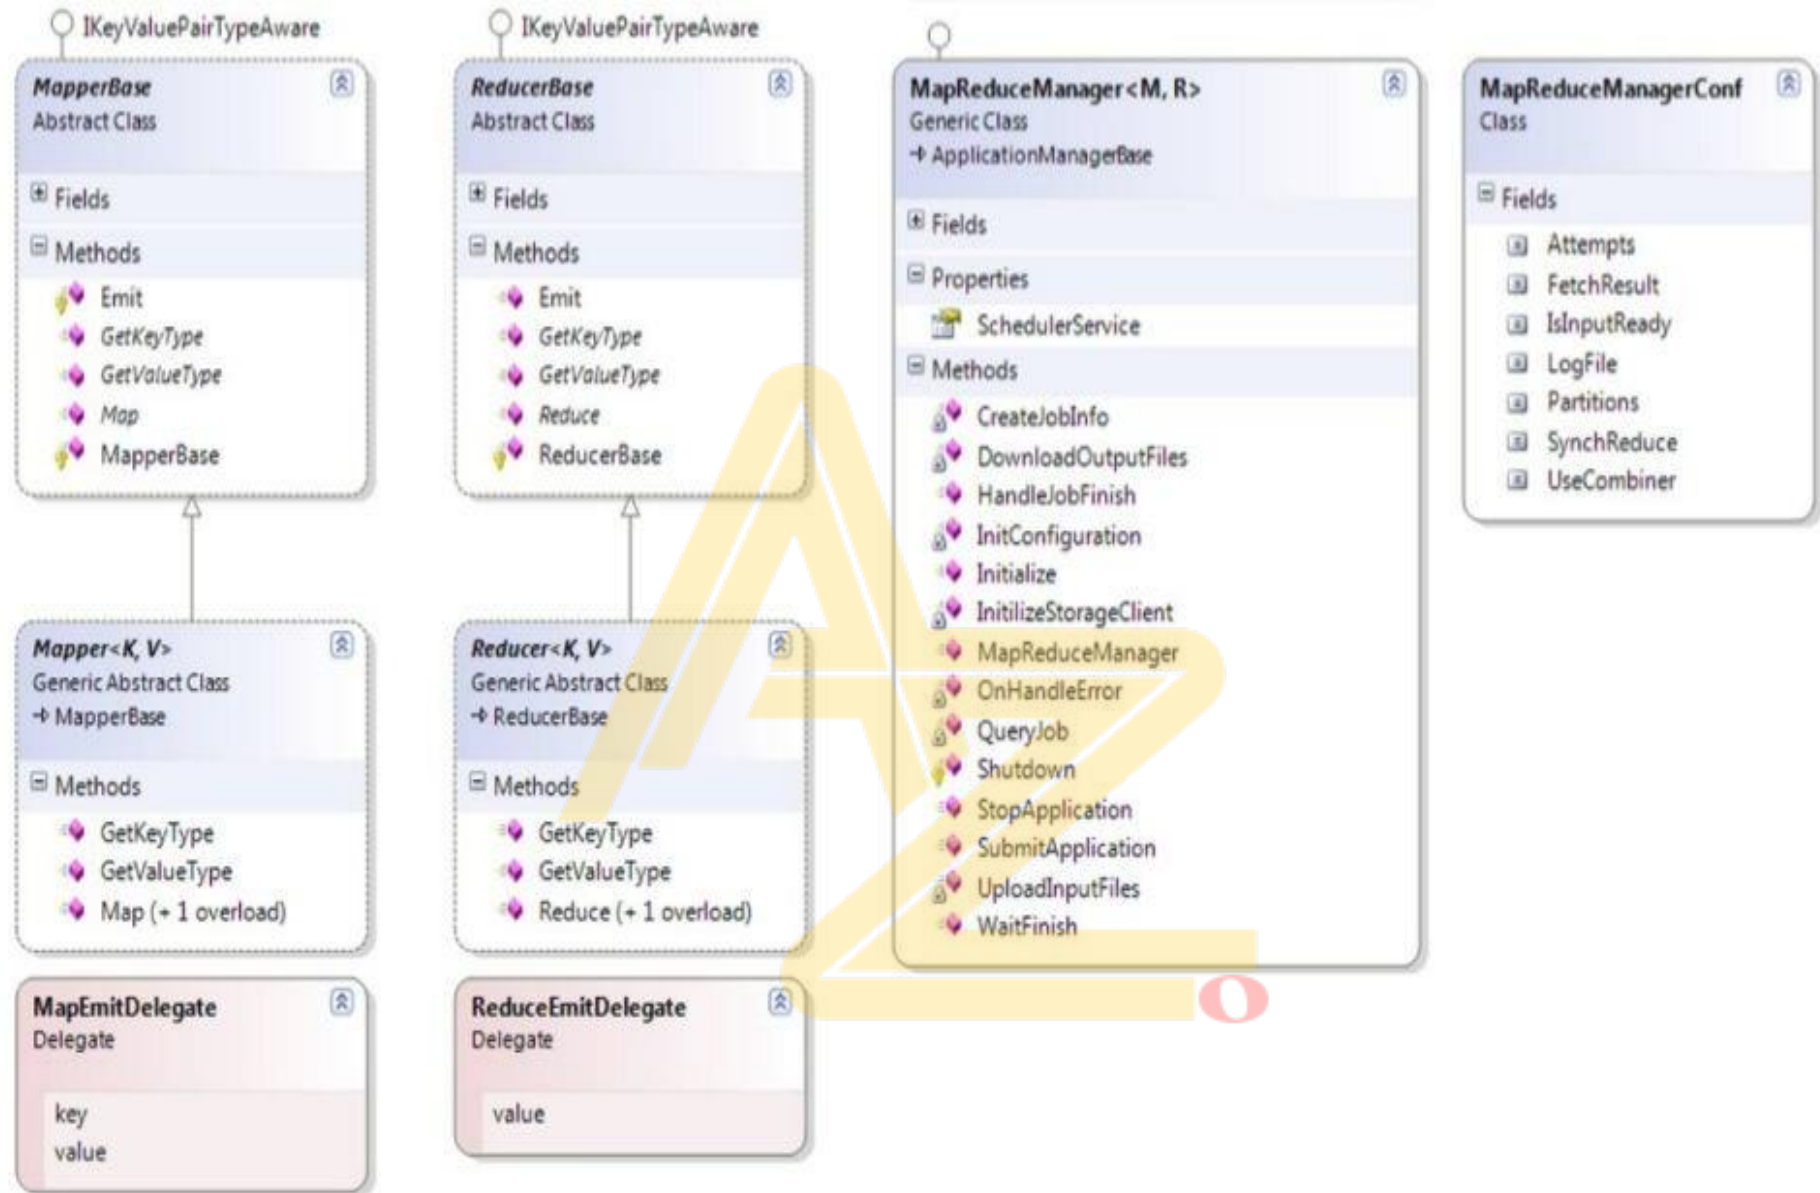 IKeyValuePairTypeAware
MapperBase
Abstract Class
Fields
Methods
Emit
GetKeyType
GetValueType
Map
MapperBase
Mapper<K, V>
Generic Abstract Class
MapperBase
Methods
GetKeyType
GetValueType
Map (+ 1 overload)
MapEmitDelegate
Delegate
key
value
IKeyValuePairTypeAware
ReducerBase
Abstract Class
Fields
Methods
Emit
GetKeyType
GetValueType
Reduce
ReducerBase
Reducer<K, V>
Generic Abstract Class
ReducerBase
Methods
GetKeyType
GetValueType
Reduce (+ 1 overload)
ReduceEmitDelegate
Delegate
value
MapReduceManager<M, R>
Generic Class
ApplicationManagerBase
Fields
Properties
SchedulerService
Methods
CreateJobInfo
DownloadOutputFiles
HandleJobFinish
InitConfiguration
Initialize
InitilizeStorageClient
MapReduceManager
OnHandleError
QueryJob
Shutdown
StopApplication
SubmitApplication
UploadInputFiles
WaitFinish
MapReduceManagerConf
Class
Fields
Attempts
FetchResult
IsInputReady
LogFile
Partitions
SynchReduce
UseCombiner
AZO